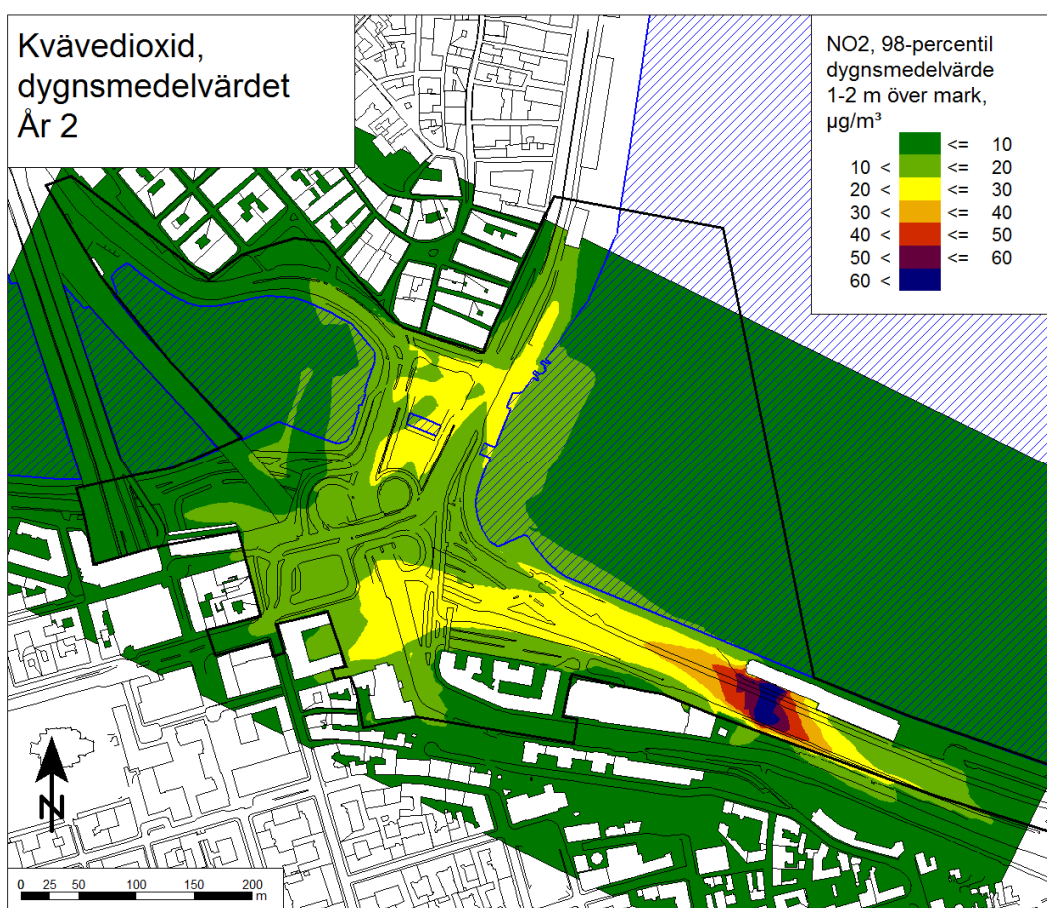 Kvävedioxid,
dygnsmedelvärdet
År 2
NO2, 98-percentil
dygnsmedelvärde
1-2 m över mark,
µg/m³
<= 10
10 < <= 20
20 < <= 30
30 < <= 40
40 < <= 50
50 < <= 60
60 <
N
0 25 50 100 150 200
m